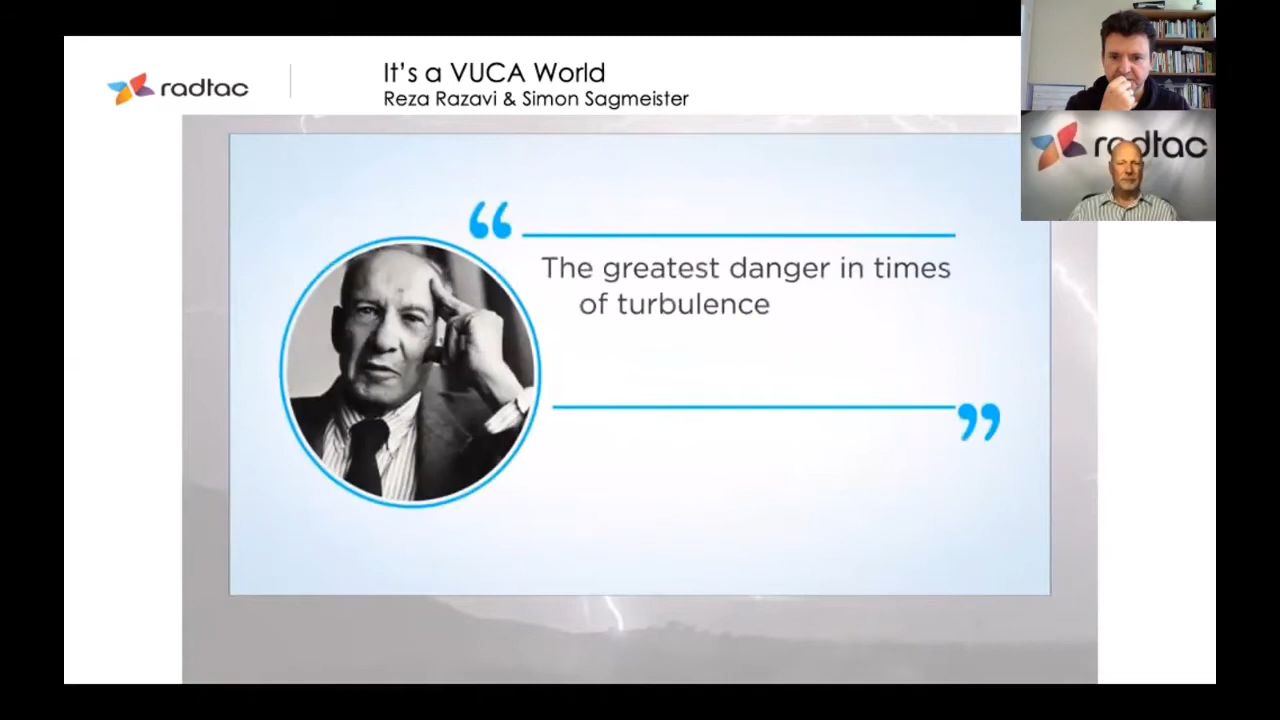 radtac
It's a VUCA World
Reza Razavi & Simon Sagmeister
radtac
“
The greatest danger in times
of turbulence
”